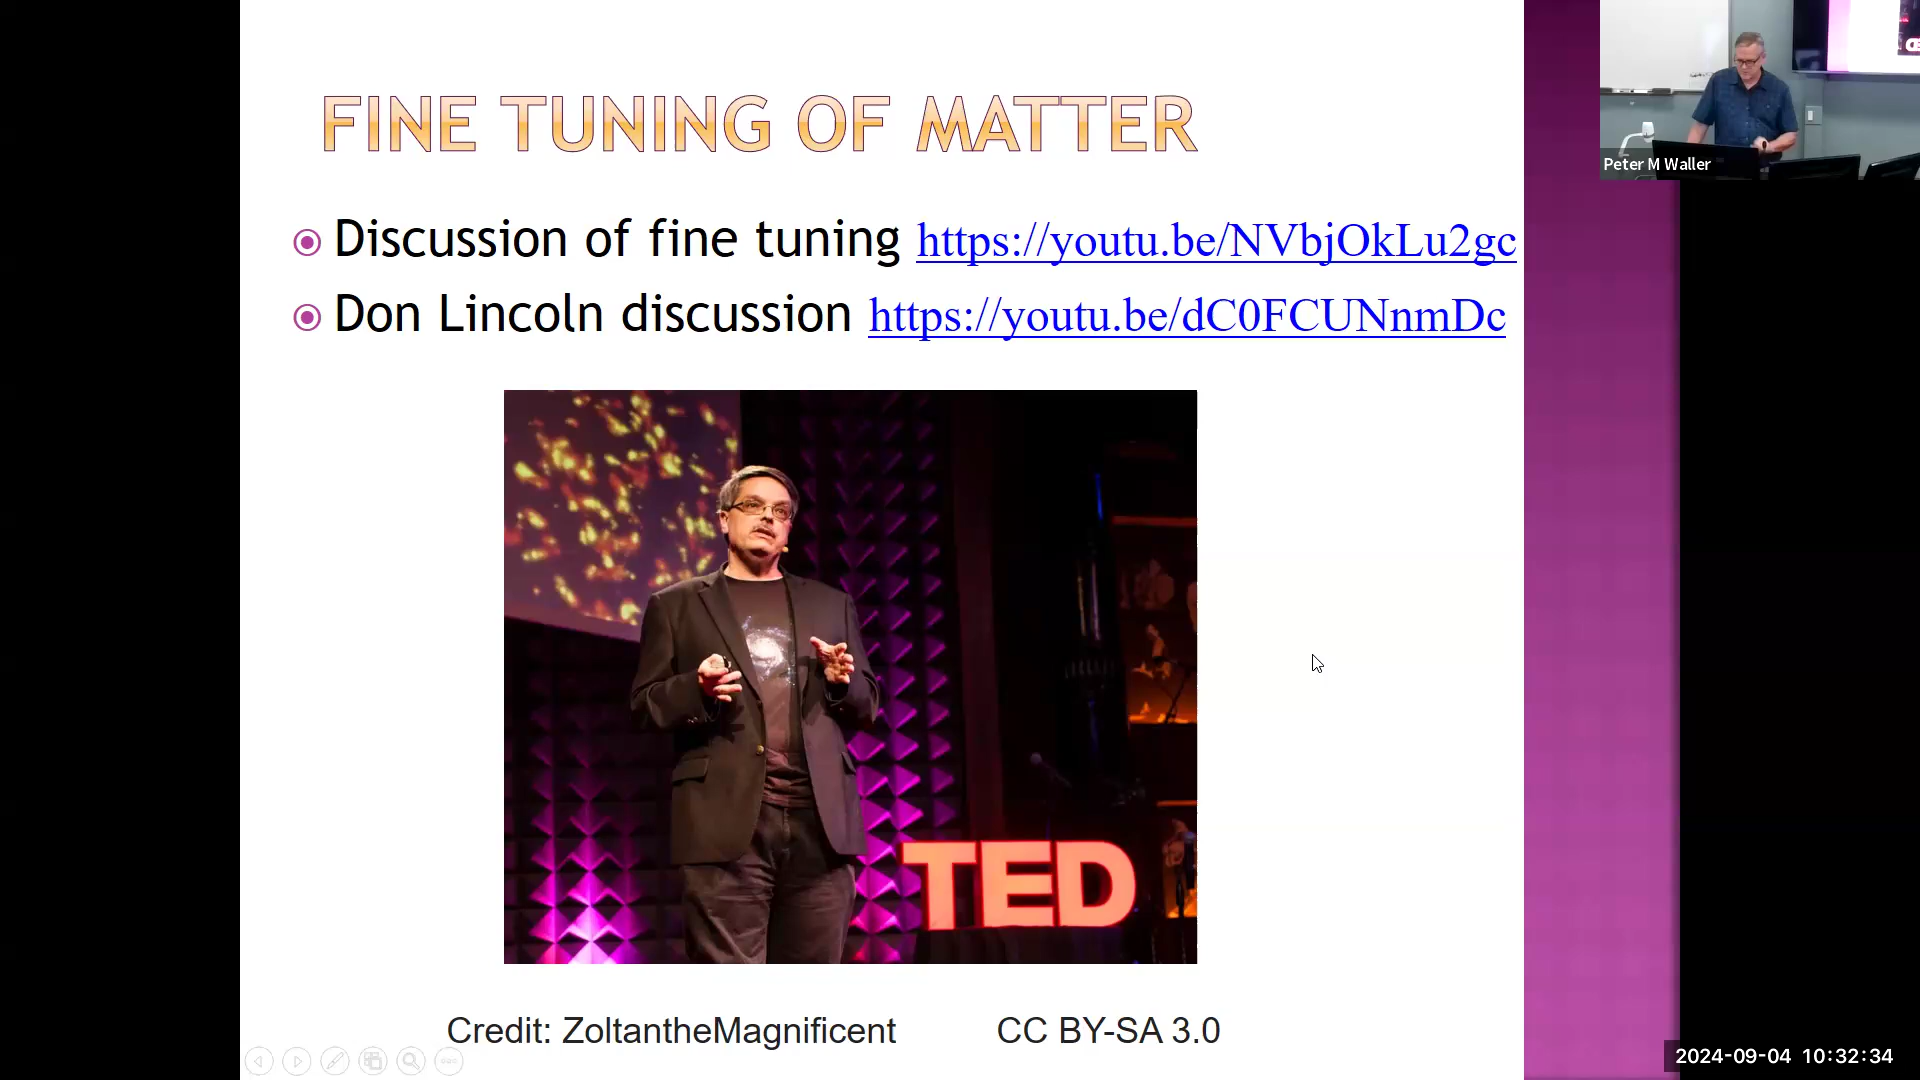 FINE TUNING OF MATTER
Discussion of fine tuning https://youtu.be/NVbjOkLu2gc
Don Lincoln discussion https://youtu.be/dC0FCUNnmDc
TED
Credit: ZoltantheMagnificent CC BY-SA 3.0
Peter M Waller
2024-09-04 10:32:34